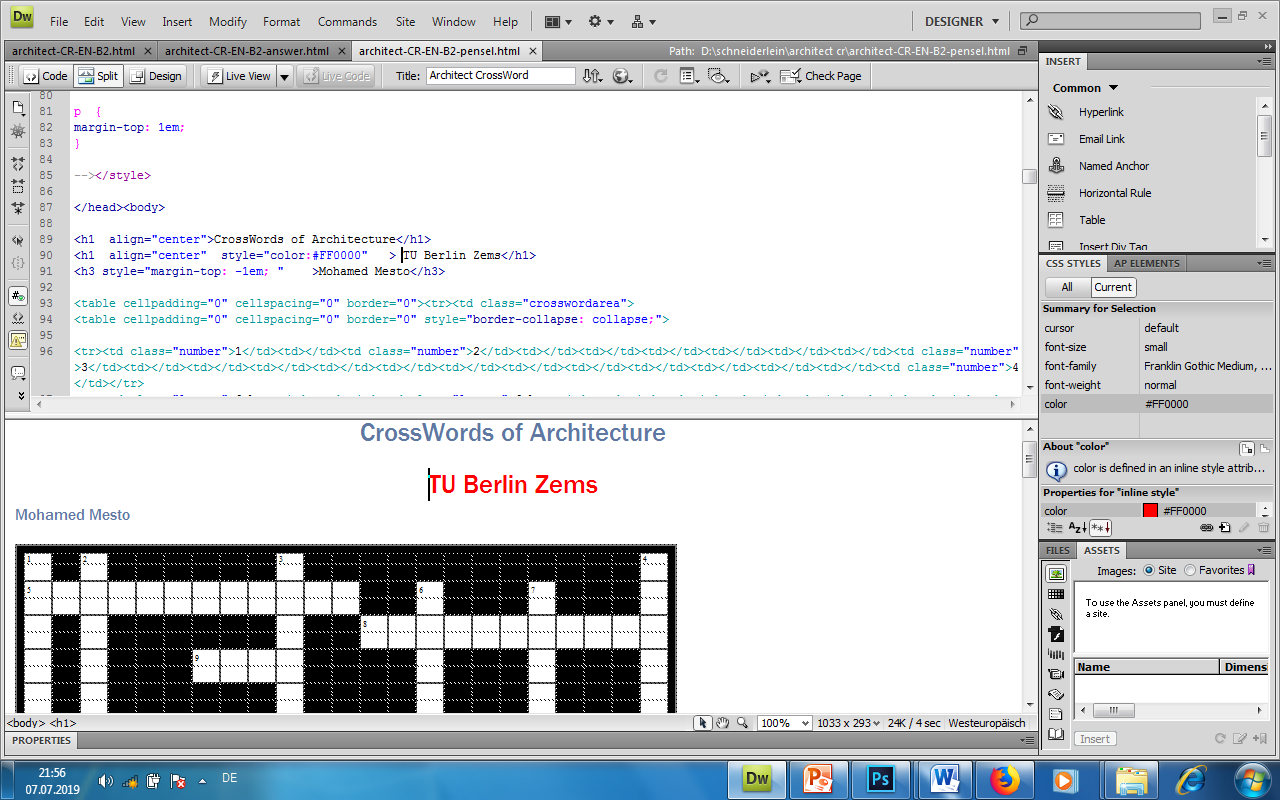 Dw File Edit View Insert Modify Format Commands Site Window Help DESIGNER
architect-CR-EN-B2.html × architect-CR-EN-B2-answer.html × architect-CR-EN-B2-pensel.html × Path: D:\schneiderlein\architect cr\architect-CR-EN-B2-pensel.html
Code Split Design Live View Live Code Title: Architect CrossWord Check Page
80
81 p {
82 margin-top: 1em;
83 }
84
85 --></style>
86
87 </head><body>
88
89 <h1 align="center">CrossWords of Architecture</h1>
90 <h1 align="center" style="color:#FF0000" > TU Berlin Zems</h1>
91 <h3 style="margin-top: -1em; " >Mohamed Mesto</h3>
92
93 <table cellpadding="0" cellspacing="0" border="0"><tr><td class="crosswordarea">
94 <table cellpadding="0" cellspacing="0" border="0" style="border-collapse: collapse;">
95
96 <tr><td class="number">1</td><td></td><td class="number">2</td><td></td><td></td><td></td><td></td><td></td><td></td><td class="number"
>3</td><td></td><td></td><td></td><td></td><td></td><td></td><td></td><td></td><td></td><td></td><td></td><td></td><td class="number">4
</td></tr>
CrossWords of Architecture
TU Berlin Zems
Mohamed Mesto
1 2 3 4
5 6 7
8
9
<body> <h1> 100% 1033 x 293 24K / 4 sec Westeuropäisch
PROPERTIES
INSERT
Common
Hyperlink
Email Link
Named Anchor
Horizontal Rule
Table
Insert Div Tag
CSS STYLES AP ELEMENTS
All Current
Summary for Selection
cursor default
font-size small
font-family Franklin Gothic Medium, ...
font-weight normal
color #FF0000
About "color"
color is defined in an inline style attrib...
Properties for "inline style"
color #FF0000
FILES ASSETS
Images: Site Favorites
To use the Assets panel, you must define
a site.
Name Dimens
Insert
21:56
07.07.2019
DE
Dw P Ps W